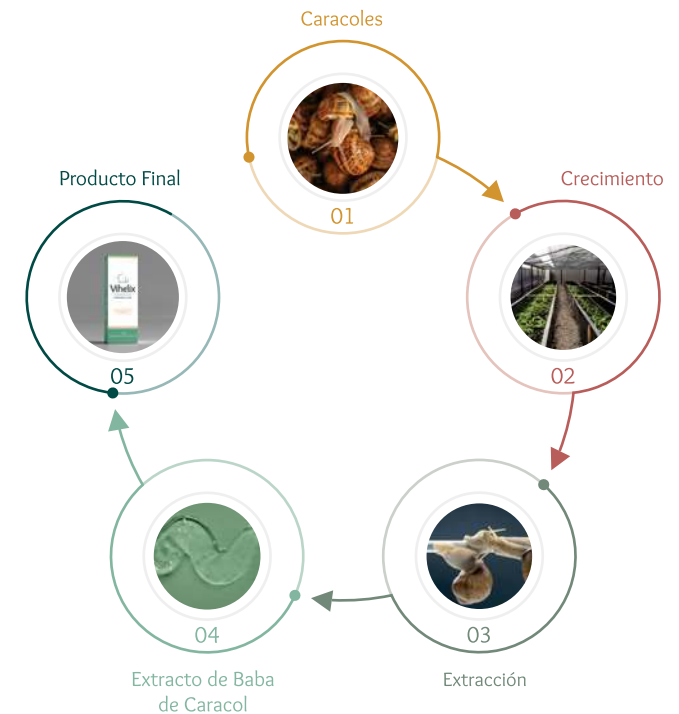 Caracoles
01
Crecimiento
02
Extracción
03
Extracto de Baba
de Caracol
04
Producto Final
Vihelix
05